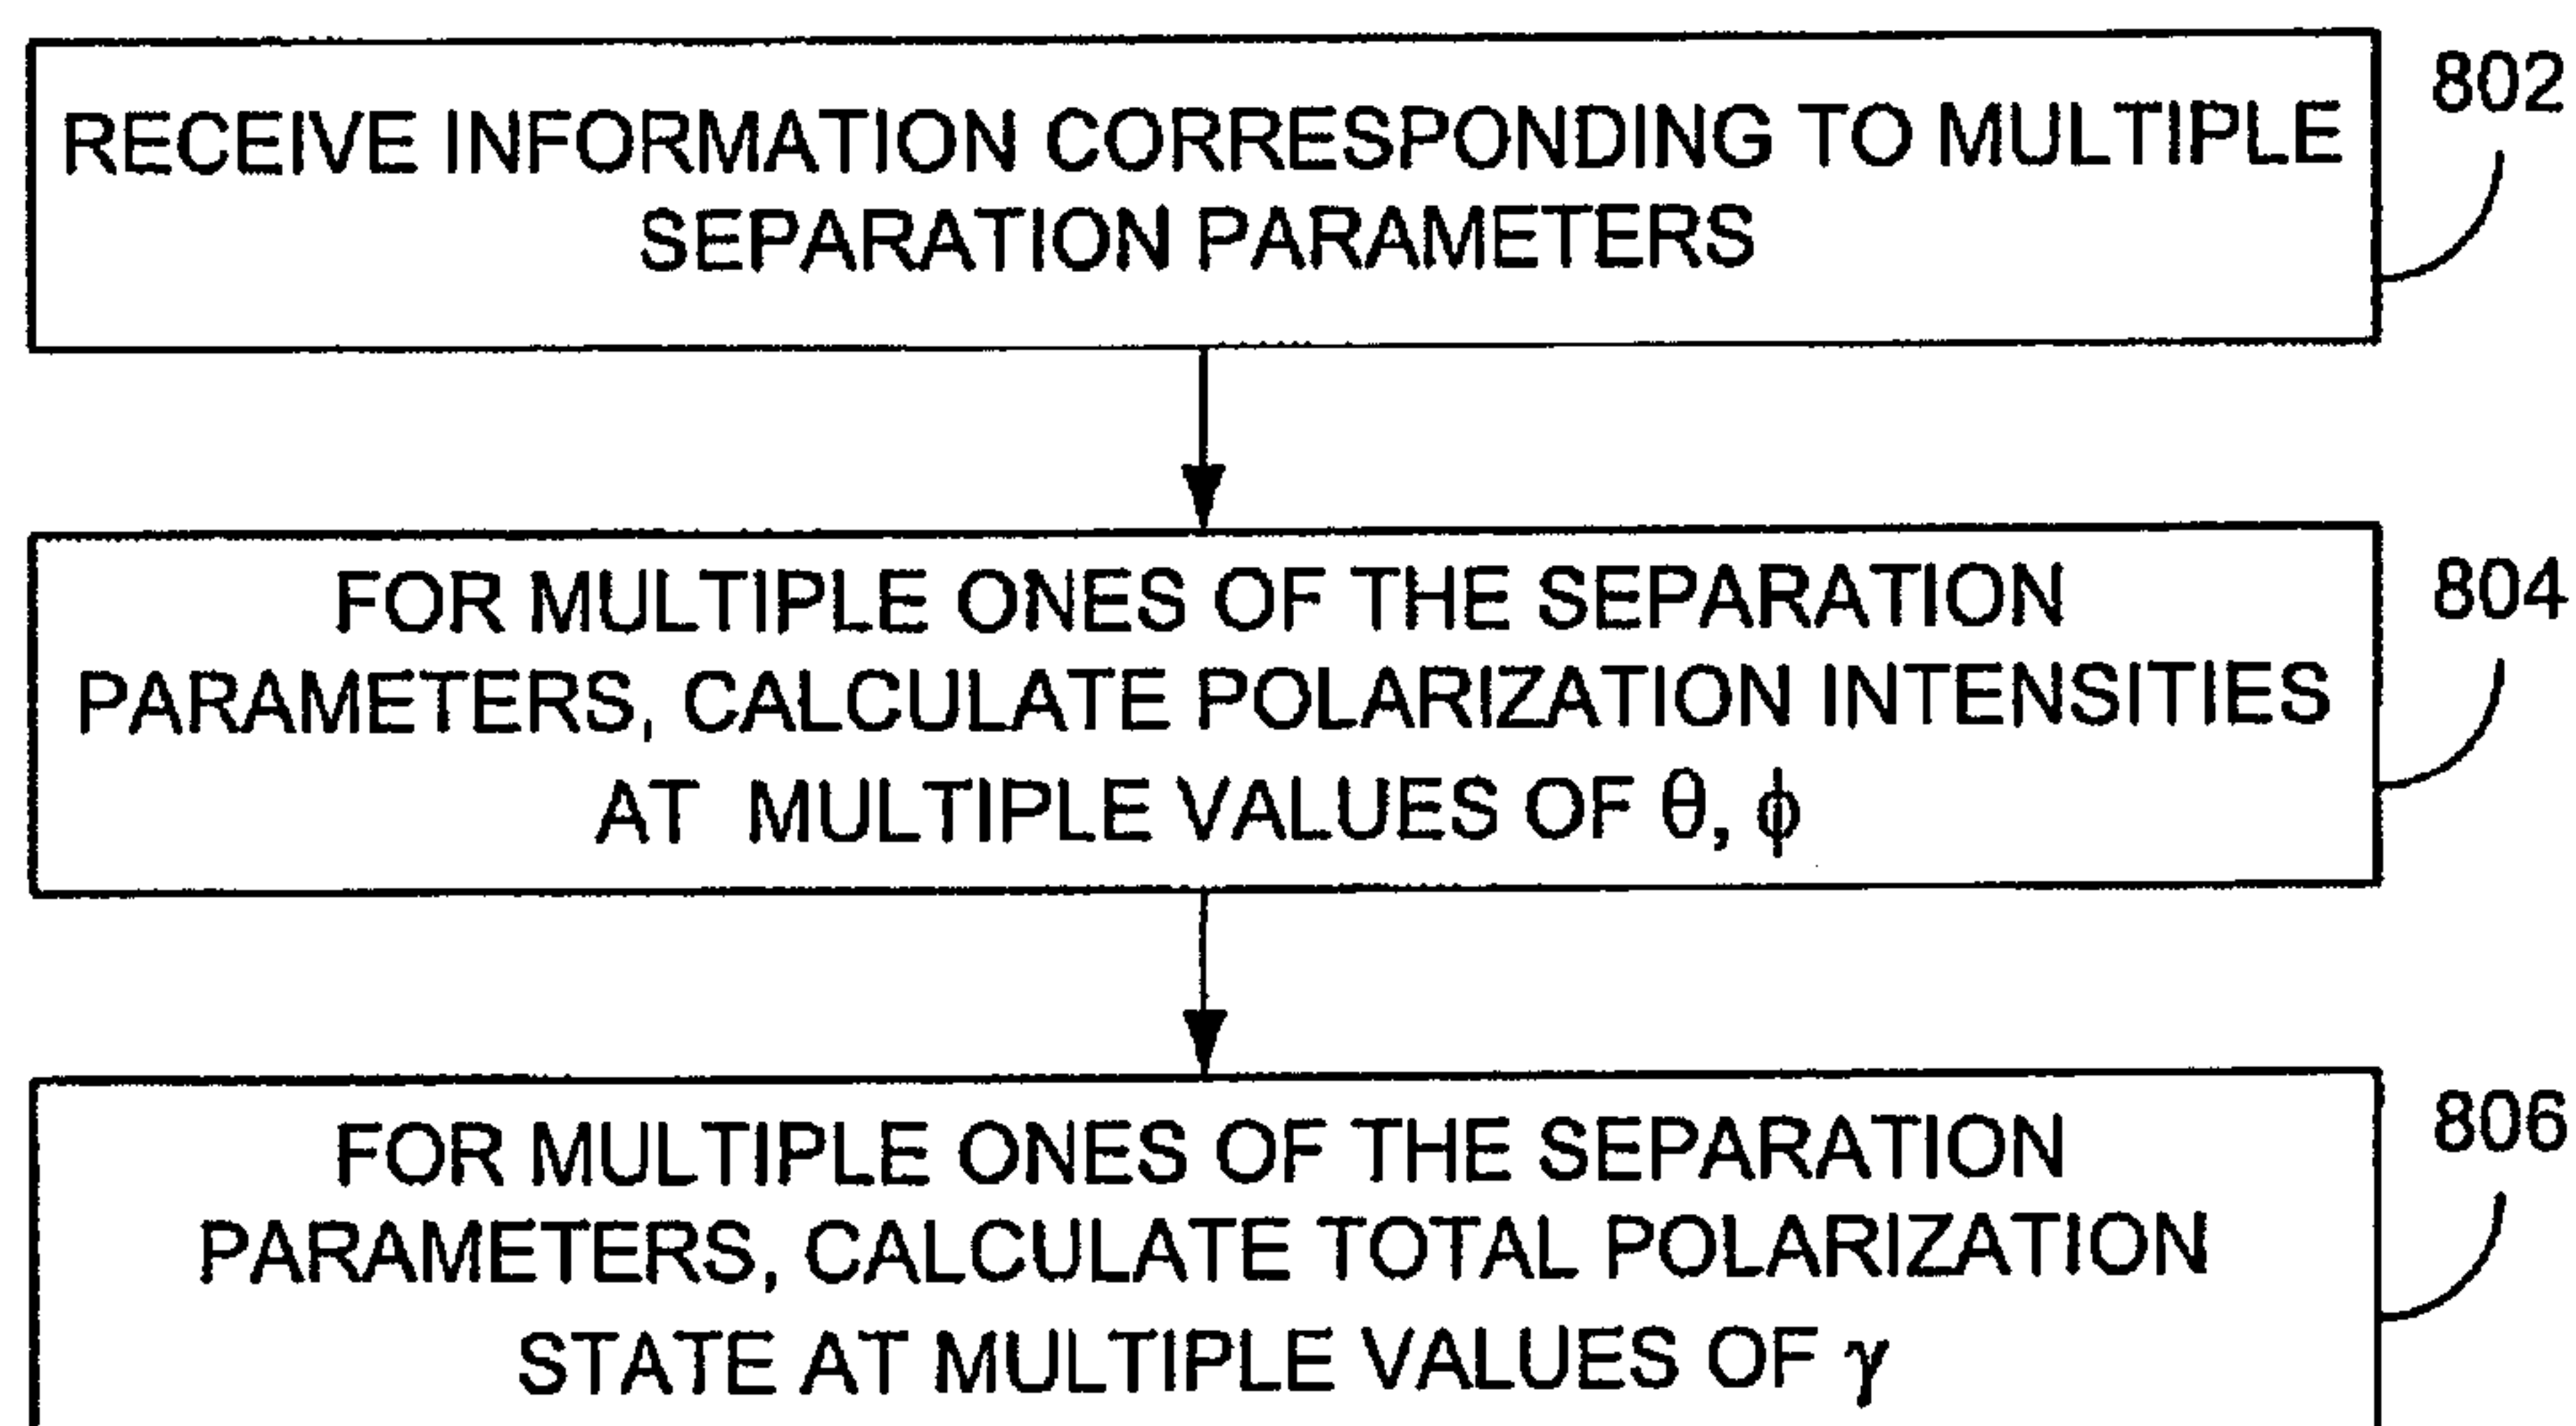 802
RECEIVE INFORMATION CORRESPONDING TO MULTIPLE
SEPARATION PARAMETERS
804
FOR MULTIPLE ONES OF THE SEPARATION
PARAMETERS, CALCULATE POLARIZATION INTENSITIES
AT MULTIPLE VALUES OF θ, ϕ
806
FOR MULTIPLE ONES OF THE SEPARATION
PARAMETERS, CALCULATE TOTAL POLARIZATION
STATE AT MULTIPLE VALUES OF γ